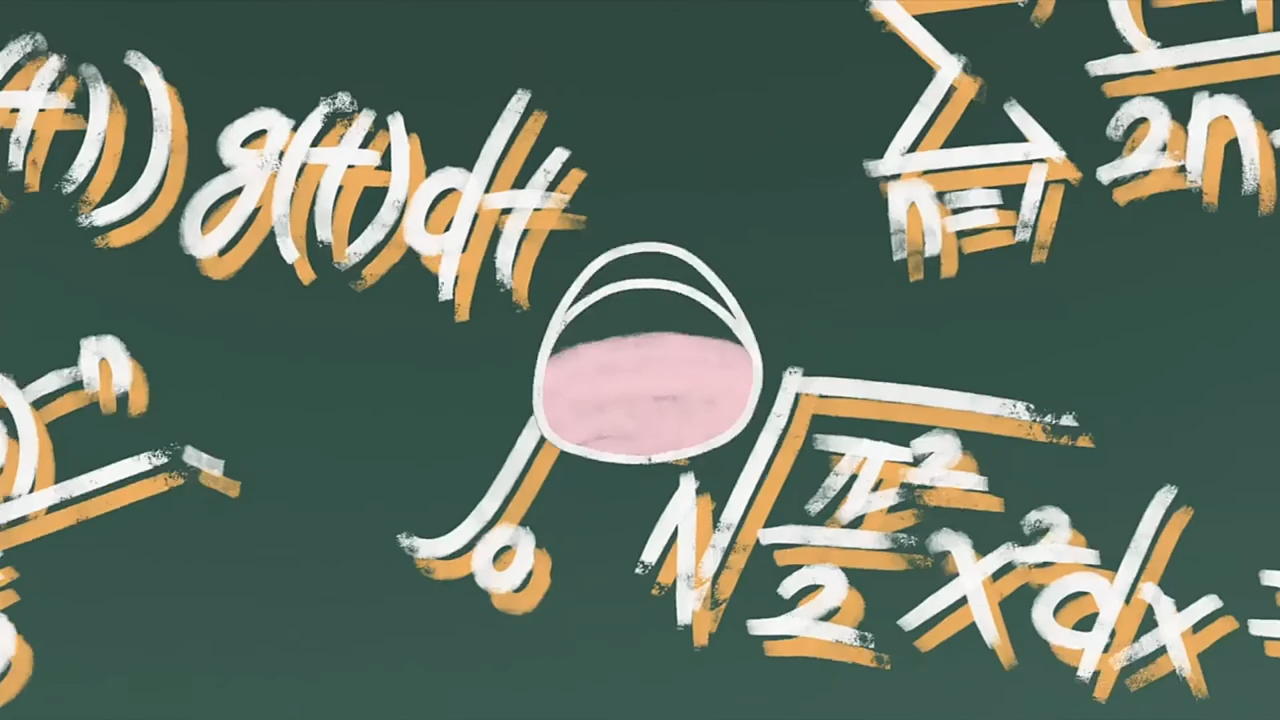 (t)) g(t)dt
∑ n=1
2n
n
∫ 0
√ π² / 2 x² dx =